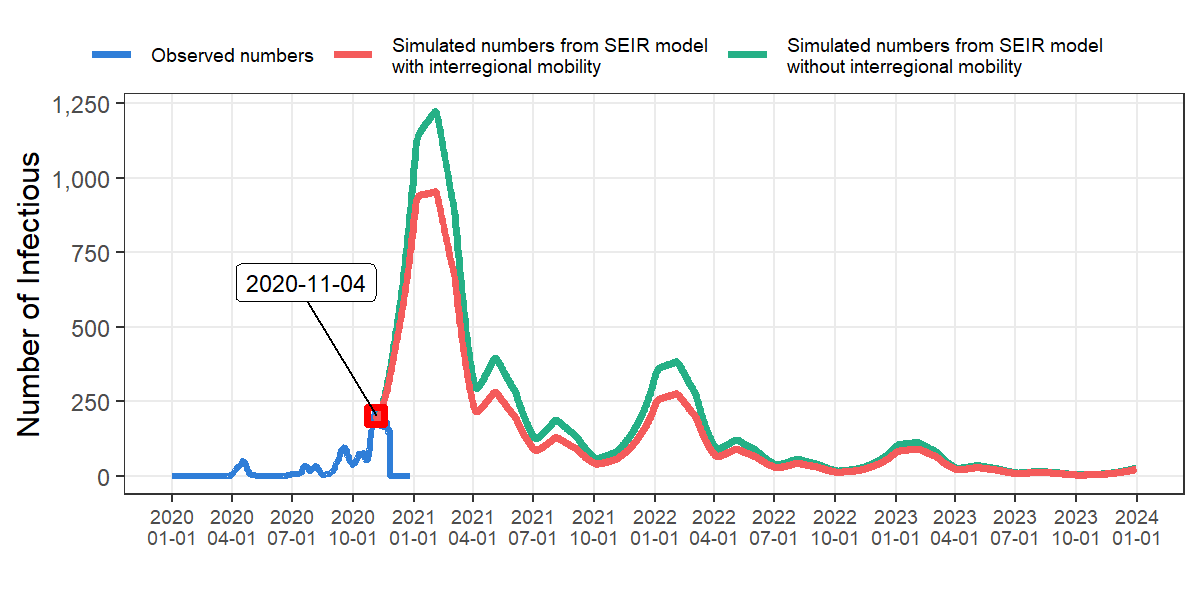 Observed numbers
Simulated numbers from SEIR model
with interregional mobility
Simulated numbers from SEIR model
without interregional mobility
Number of Infectious
1,250
1,000
750
500
250
0
2020-11-04
2020 2020 2020 2020 2021 2021 2021 2021 2022 2022 2022 2022 2023 2023 2023 2023 2024
01-01 04-01 07-01 10-01 01-01 04-01 07-01 10-01 01-01 04-01 07-01 10-01 01-01 04-01 07-01 10-01 01-01